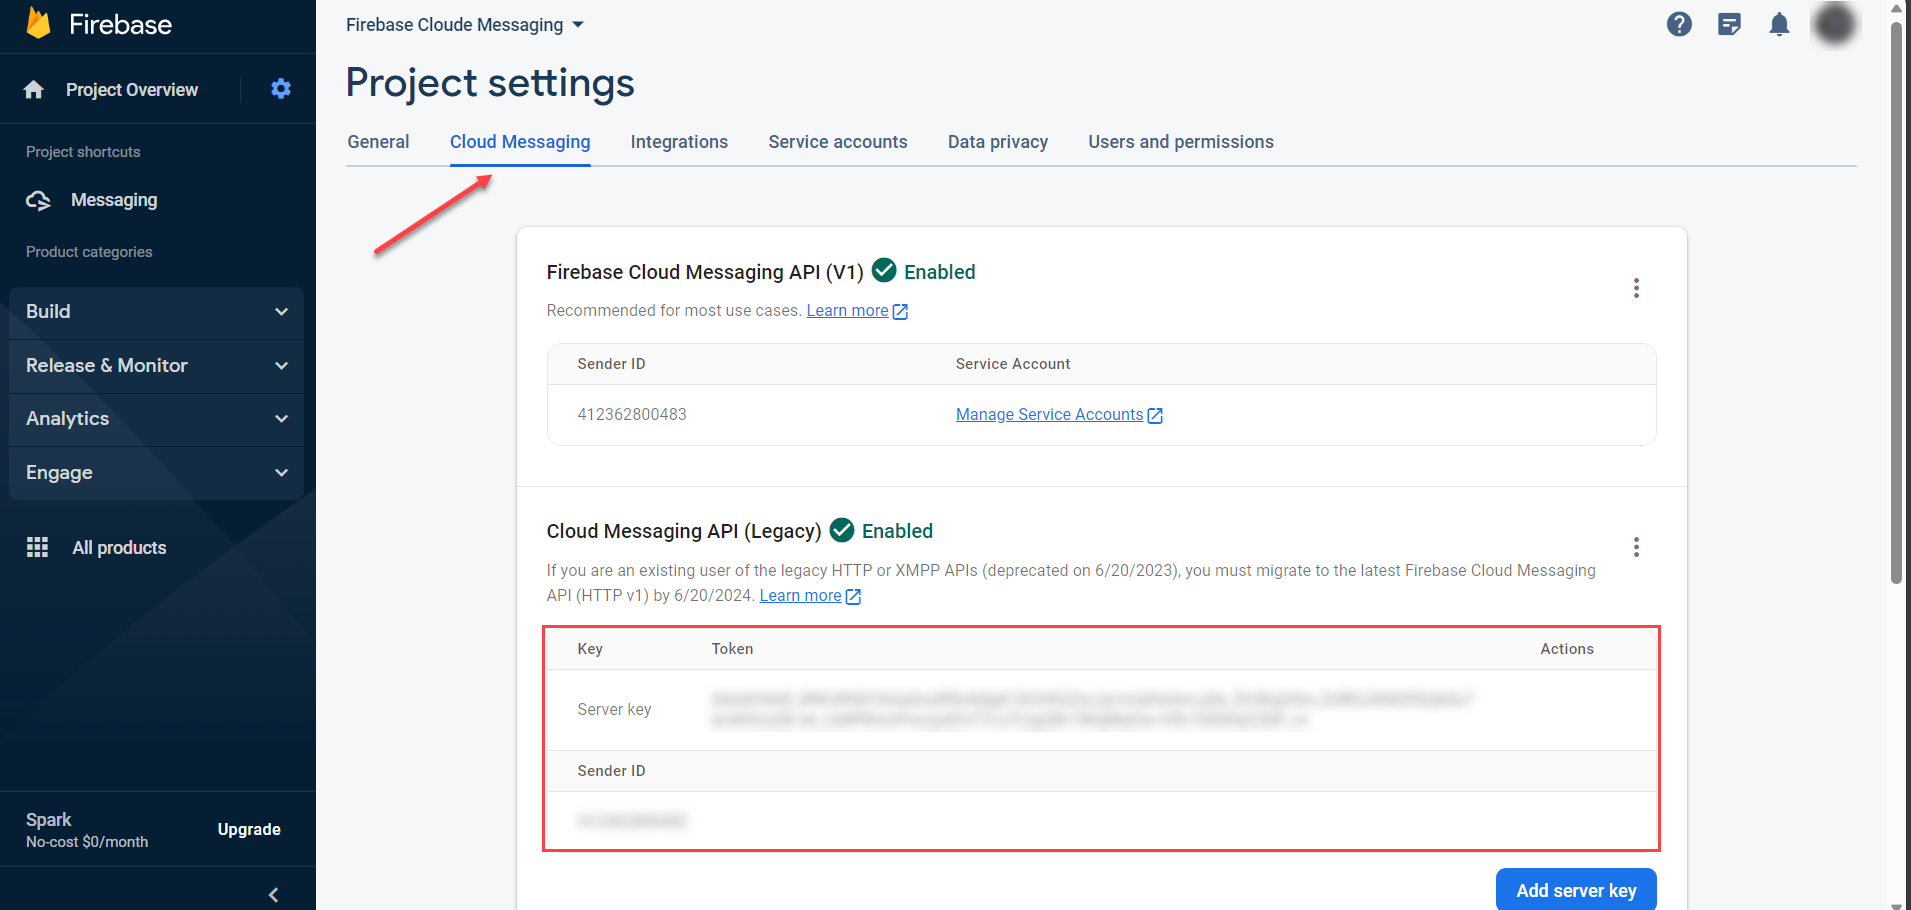 Firebase
Project Overview
Project shortcuts
Messaging
Product categories
Build
Release & Monitor
Analytics
Engage
All products
Spark
No-cost $0/month
Upgrade
Firebase Cloude Messaging
Project settings
General Cloud Messaging Integrations Service accounts Data privacy Users and permissions
Firebase Cloud Messaging API (V1) Enabled
Recommended for most use cases. Learn more
Sender ID Service Account
412362800483 Manage Service Accounts
Cloud Messaging API (Legacy) Enabled
If you are an existing user of the legacy HTTP or XMPP APIs (deprecated on 6/20/2023), you must migrate to the latest Firebase Cloud Messaging
API (HTTP v1) by 6/20/2024. Learn more
Key Token Actions
Server key
Sender ID
Add server key